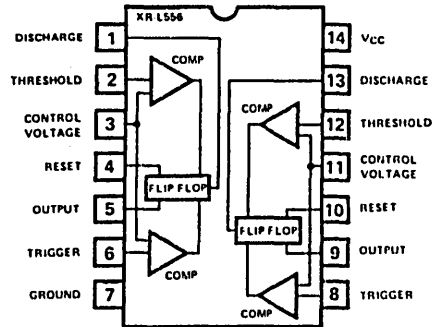 XR-L556
DISCHARGE 1
THRESHOLD 2
CONTROL VOLTAGE 3
RESET 4
OUTPUT 5
TRIGGER 6
GROUND 7
COMP
FLIP FLOP
COMP
14 VCC
13 DISCHARGE
12 THRESHOLD
11 CONTROL VOLTAGE
10 RESET
9 OUTPUT
8 TRIGGER
COMP
FLIP FLOP
COMP